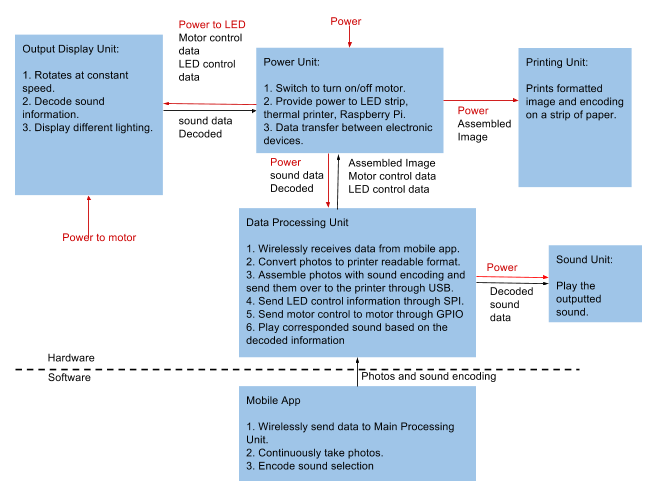 Power to LED
Motor control
data
LED control
data
Power
Output Display Unit:
1. Rotates at constant
speed.
2. Decode sound
information.
3. Display different lighting.
sound data
Decoded
Power Unit:
1. Switch to turn on/off motor.
2. Provide power to LED strip,
thermal printer, Raspberry Pi.
3. Data transfer between electronic
devices.
Power
Assembled
Image
Printing Unit:
Prints formatted
image and encoding
on a strip of paper.
Power
sound data
Decoded
Assembled Image
Motor control data
LED control data
Power to motor
Data Processing Unit
1. Wirelessly receives data from mobile app.
2. Convert photos to printer readable format.
3. Assemble photos with sound encoding and
send them over to the printer through USB.
4. Send LED control information through SPI.
5. Send motor control to motor through GPIO
6. Play corresponded sound based on the
decoded information
Power
Decoded
sound
data
Sound Unit:
Play the
outputted
sound.
Hardware
Software
Photos and sound encoding
Mobile App
1. Wirelessly send data to Main Processing
Unit.
2. Continuously take photos.
3. Encode sound selection